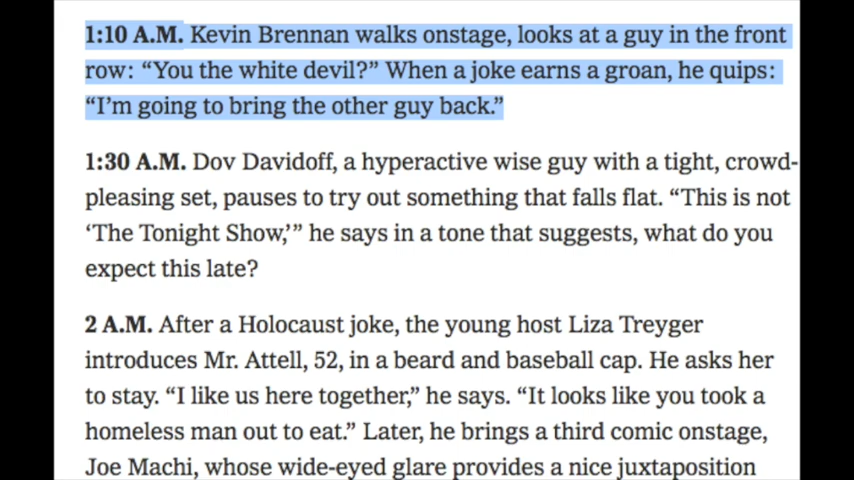 1:10 A.M. Kevin Brennan walks onstage, looks at a guy in the front
row: “You the white devil?” When a joke earns a groan, he quips:
“I’m going to bring the other guy back.”
1:30 A.M. Dov Davidoff, a hyperactive wise guy with a tight, crowd-
pleasing set, pauses to try out something that falls flat. “This is not
‘The Tonight Show,’” he says in a tone that suggests, what do you
expect this late?
2 A.M. After a Holocaust joke, the young host Liza Treyger
introduces Mr. Attell, 52, in a beard and baseball cap. He asks her
to stay. “I like us here together,” he says. “It looks like you took a
homeless man out to eat.” Later, he brings a third comic onstage,
Joe Machi, whose wide-eyed glare provides a nice juxtaposition